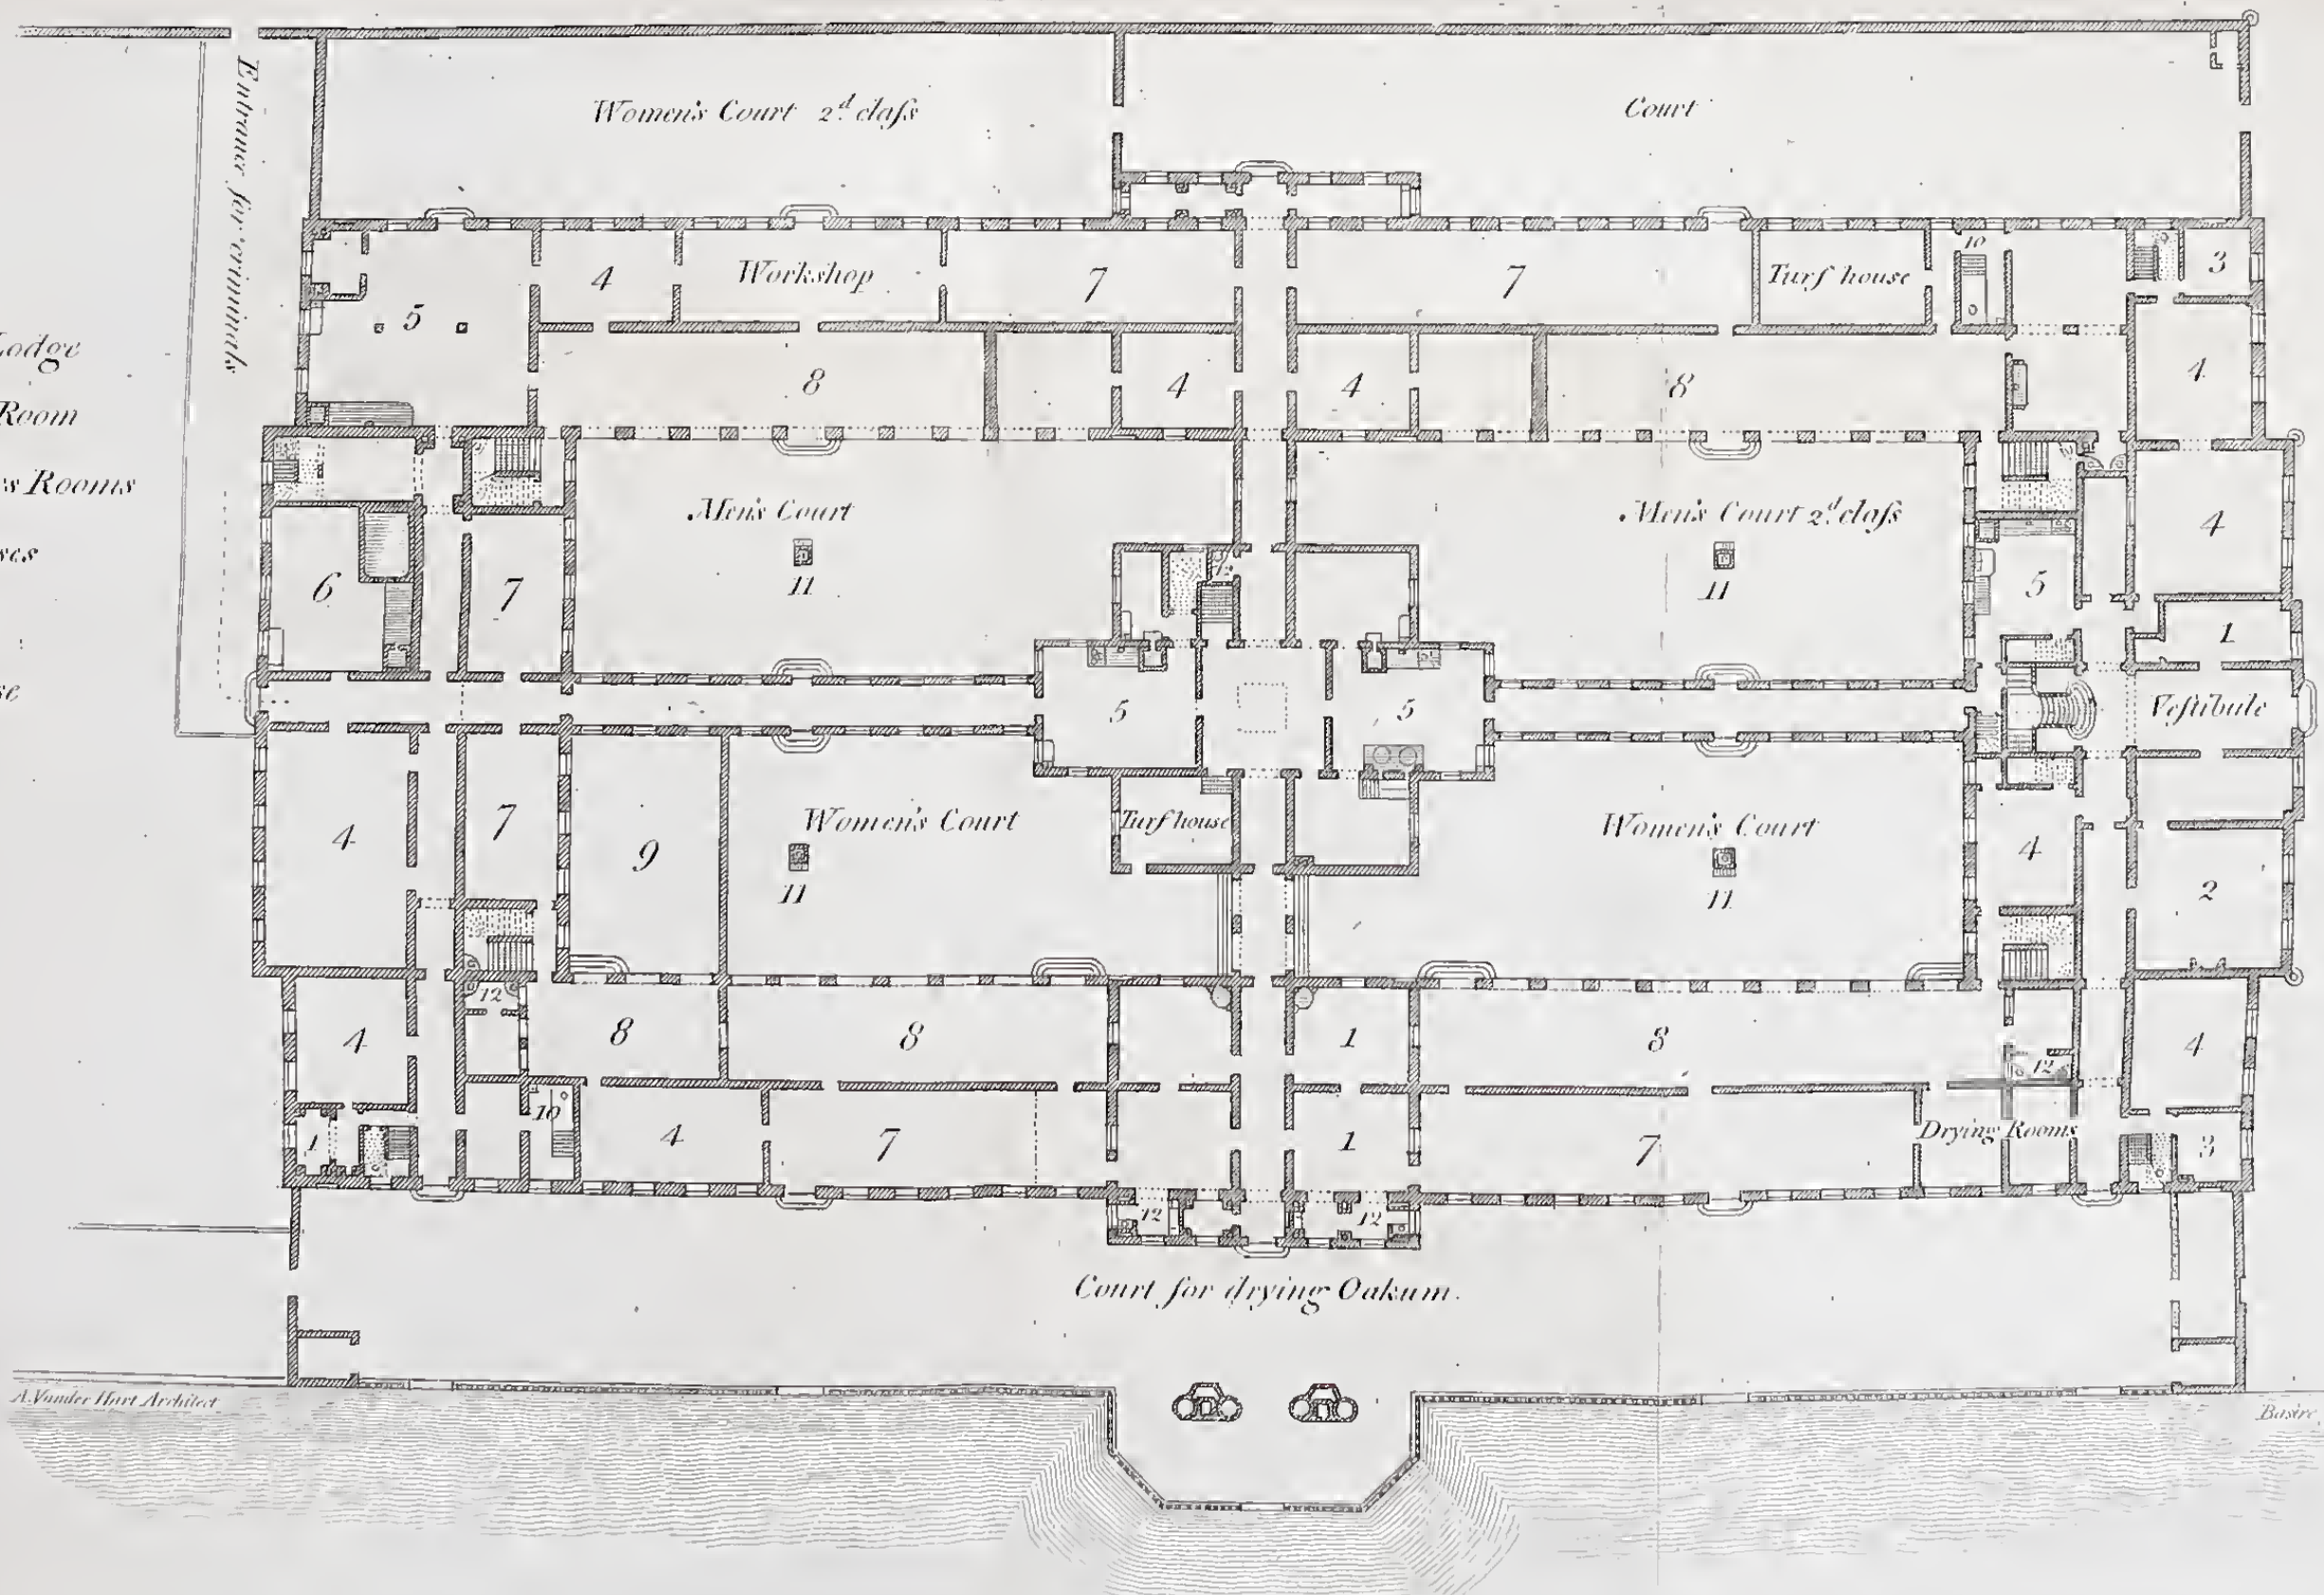 Entrance for criminals
Women's Court 2.d claſs
Court
Lodge
Room
s Rooms
5
4
Workshop
7
7
Turf house
10
3
8
4
4
8
4
Men's Court
11
Men's Court 2.d claſs
11
12
4
6
7
5
1
5
5
Veſtibule
4
7
9
Women's Court
11
Turf house
Women's Court
11
4
2
4
12
8
8
1
8
12
4
1
10
4
7
1
7
Drying Rooms
3
12
12
Court for drying Oakum.
A. Vander Hart Architect
Basire